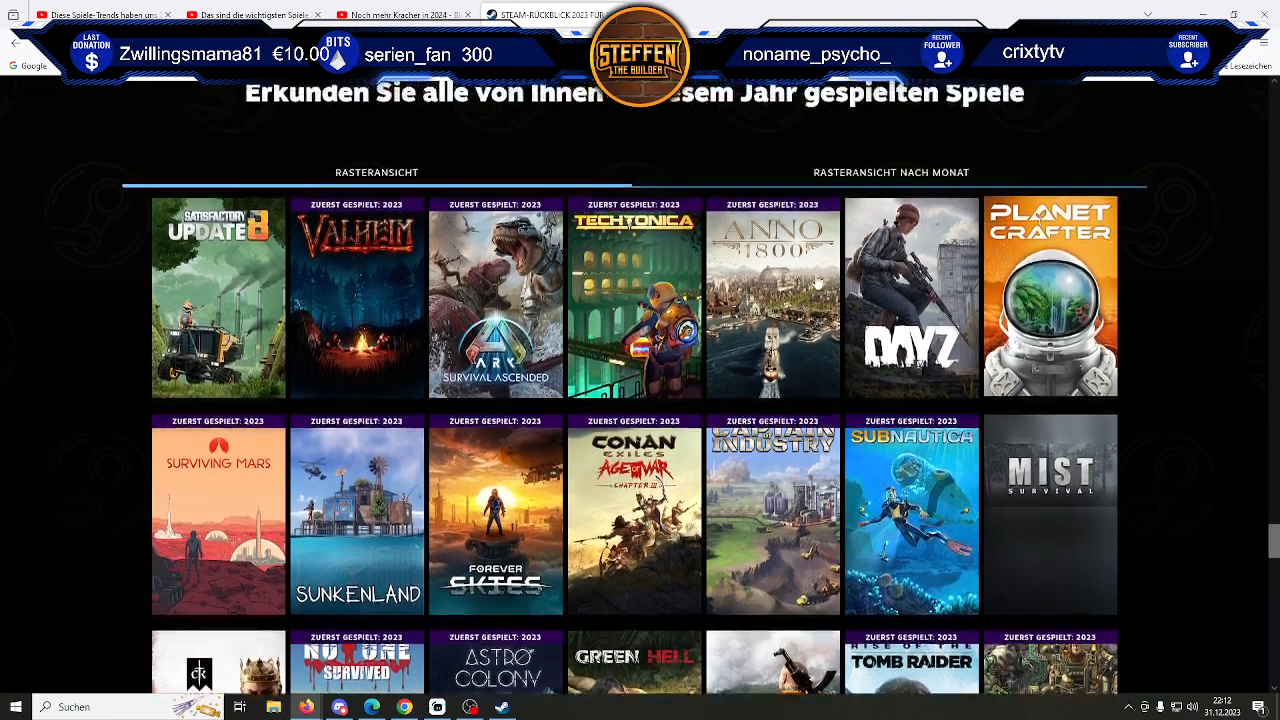 Die Spiele-Trends haben uns
Noch mehr Kracher in 2024 - B
STEAM-RÜCKBLICK 2023 FÜR
Google
Lesezeichen
LAST DONATION
$
Zwillingsmama81 €10.00
BITS
serien_fan 300
STEFFEN
THE BUILDER
noname_psycho_
RECENT FOLLOWER
crixtytv
RECENT SUBSCRIBER
Erkunden Sie alle von Ihnen esem Jahr gespielten Spiele
RASTERANSICHT
RASTERANSICHT NACH MONAT
SATISFACTORY
UPDATE 8
ZUERST GESPIELT: 2023
VALHEIM
ZUERST GESPIELT: 2023
ARK
SURVIVAL ASCENDED
ZUERST GESPIELT: 2023
TECHTONICA
ZUERST GESPIELT: 2023
ANNO
1800
DAYZ
PLANET
CRAFTER
ZUERST GESPIELT: 2023
SURVIVING MARS
ZUERST GESPIELT: 2023
SUNKENLAND
ZUERST GESPIELT: 2023
FOREVER
SKIES
ZUERST GESPIELT: 2023
CONAN
EXILES
AGE OF WAR
CHAPTER III
ZUERST GESPIELT: 2023
CAPTAIN
INDUSTRY
ZUERST GESPIELT: 2023
SUBNAUTICA
MIST
SURVIVAL
CK
ZUERST GESPIELT: 2023
NO ONE
SURVIVED
ZUERST GESPIELT: 2023
ASTRO
COLONY
GREEN HELL
ZUERST GESPIELT: 2023
RISE OF THE
TOMB RAIDER
ZUERST GESPIELT: 2023
Suchen
22:12
31.12.2023